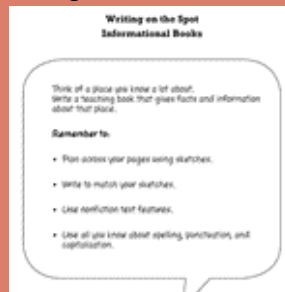 Writing on the Spot
Informational Books
Think of a place you know a lot about.
Write a teaching book that gives facts and information
about that place.
Remember to:
• Plan across your pages using sketches.
• Write to match your sketches.
• Use nonfiction text features.
• Use all you know about spelling, punctuation, and
capitalization.